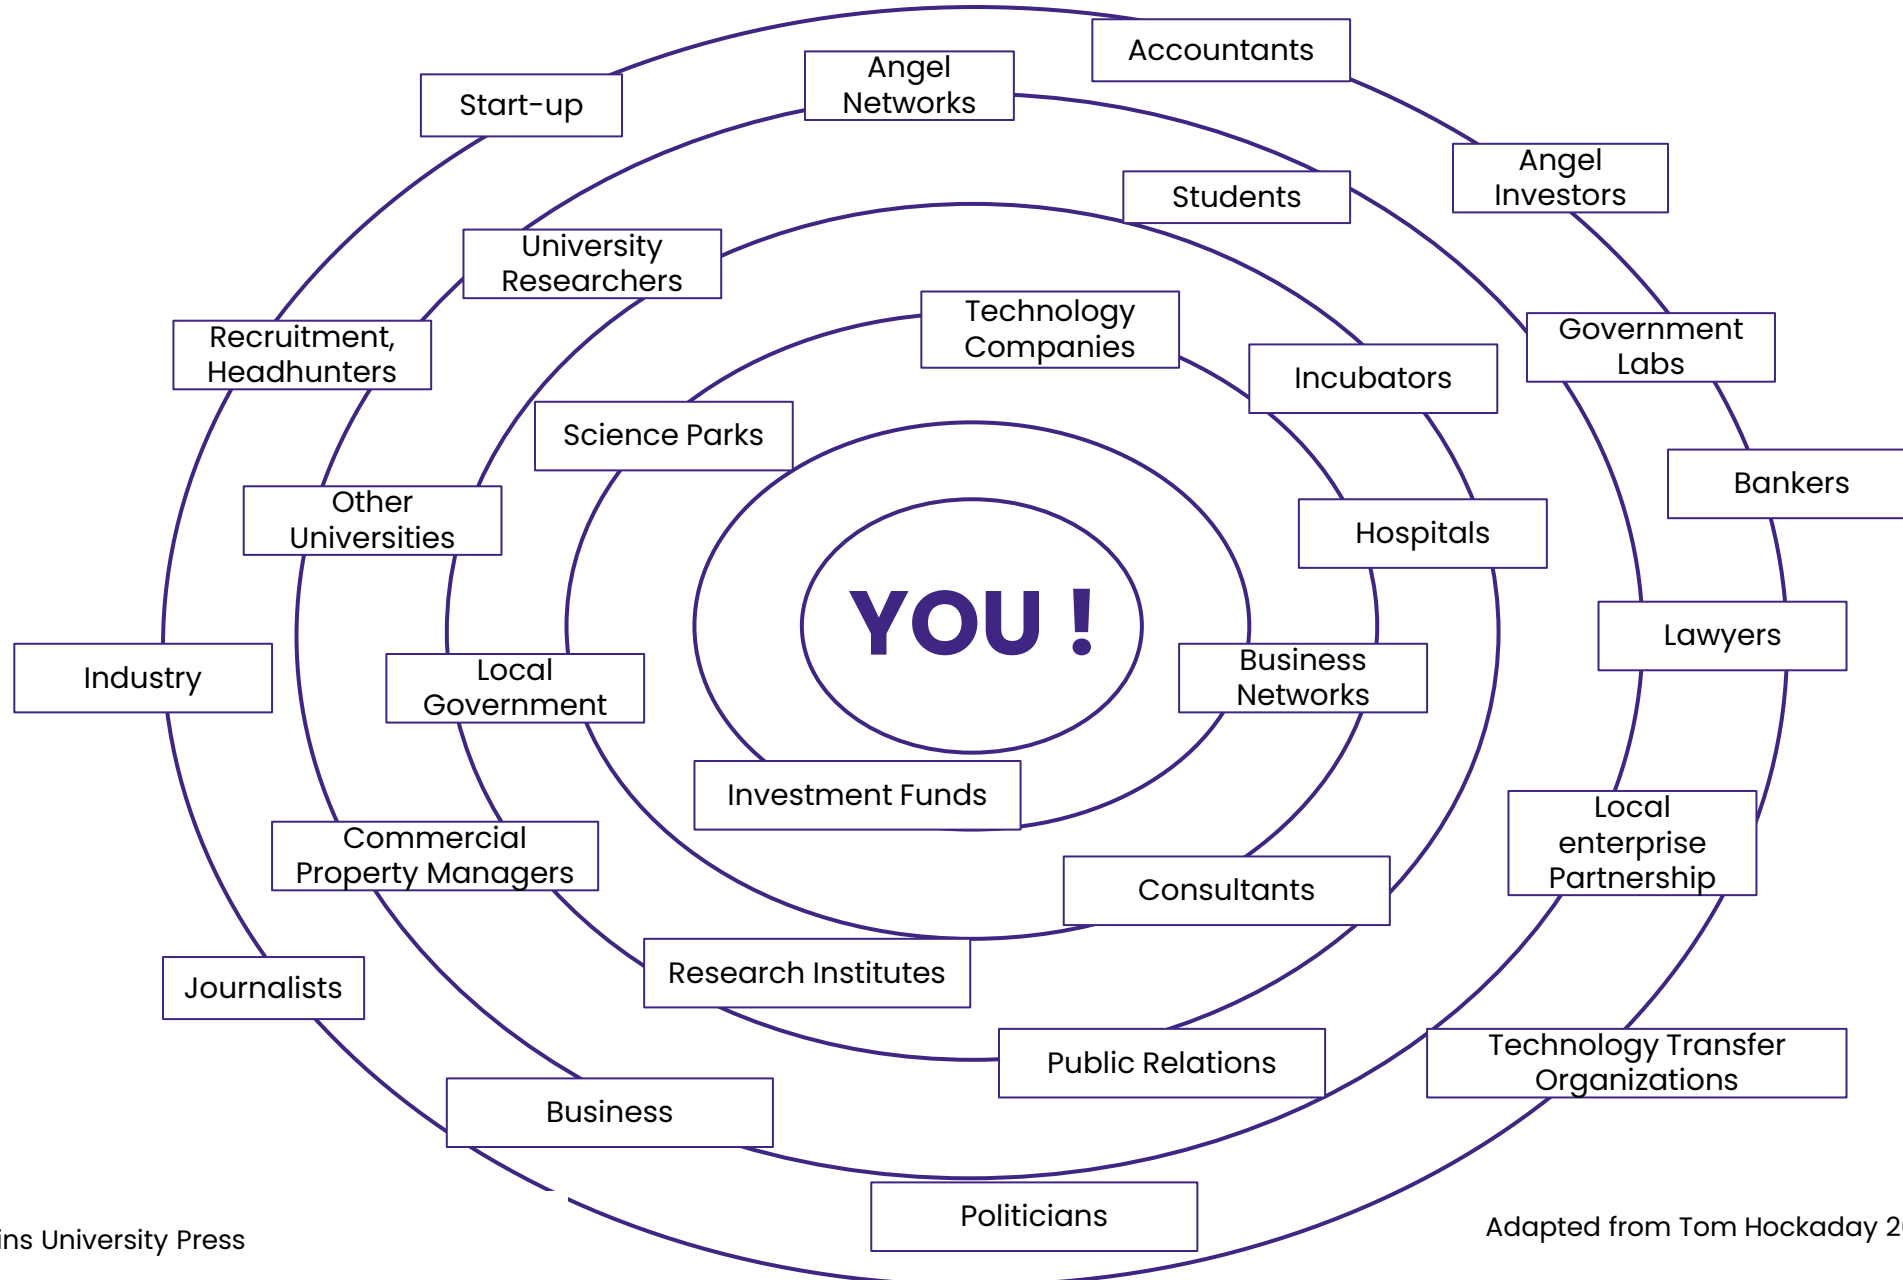 Accountants
Angel
Networks
Start-up
Angel
Investors
Students
University
Researchers
Technology
Companies
Recruitment,
Headhunters
Government
Labs
Incubators
Science Parks
Bankers
Other
Universities
Hospitals
YOU !
Lawyers
Industry
Local
Government
Business
Networks
Investment Funds
Local
enterprise
Partnership
Commercial
Property Managers
Consultants
Research Institutes
Journalists
Public Relations
Technology Transfer
Organizations
Business
Politicians
University Press
Adapted from Tom Hockaday